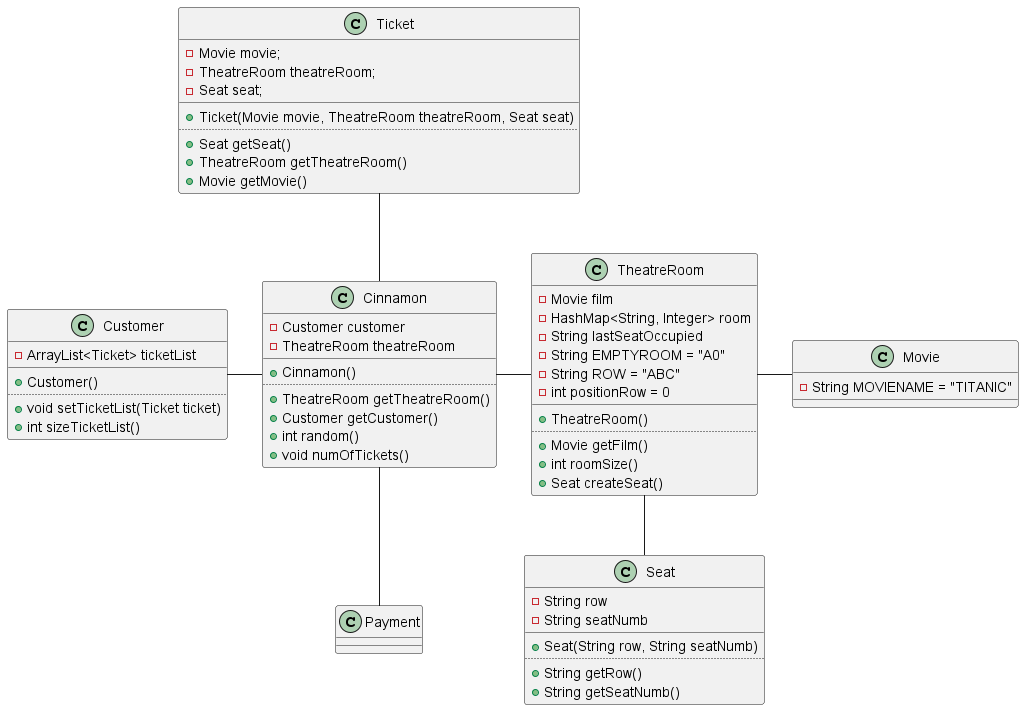 C Ticket
Movie movie;
TheatreRoom theatreRoom;
Seat seat;
Ticket(Movie movie, TheatreRoom theatreRoom, Seat seat)
Seat getSeat()
TheatreRoom getTheatreRoom()
Movie getMovie()
C Customer
ArrayList<Ticket> ticketList
Customer()
void setTicketList(Ticket ticket)
int sizeTicketList()
C Cinnamon
Customer customer
TheatreRoom theatreRoom
Cinnamon()
TheatreRoom getTheatreRoom()
Customer getCustomer()
int random()
void numOfTickets()
C TheatreRoom
Movie film
HashMap<String, Integer> room
String lastSeatOccupied
String EMPTYROOM = "A0"
String ROW = "ABC"
int positionRow = 0
TheatreRoom()
Movie getFilm()
int roomSize()
Seat createSeat()
C Movie
String MOVIENAME = "TITANIC"
C Payment
C Seat
String row
String seatNumb
Seat(String row, String seatNumb)
String getRow()
String getSeatNumb()